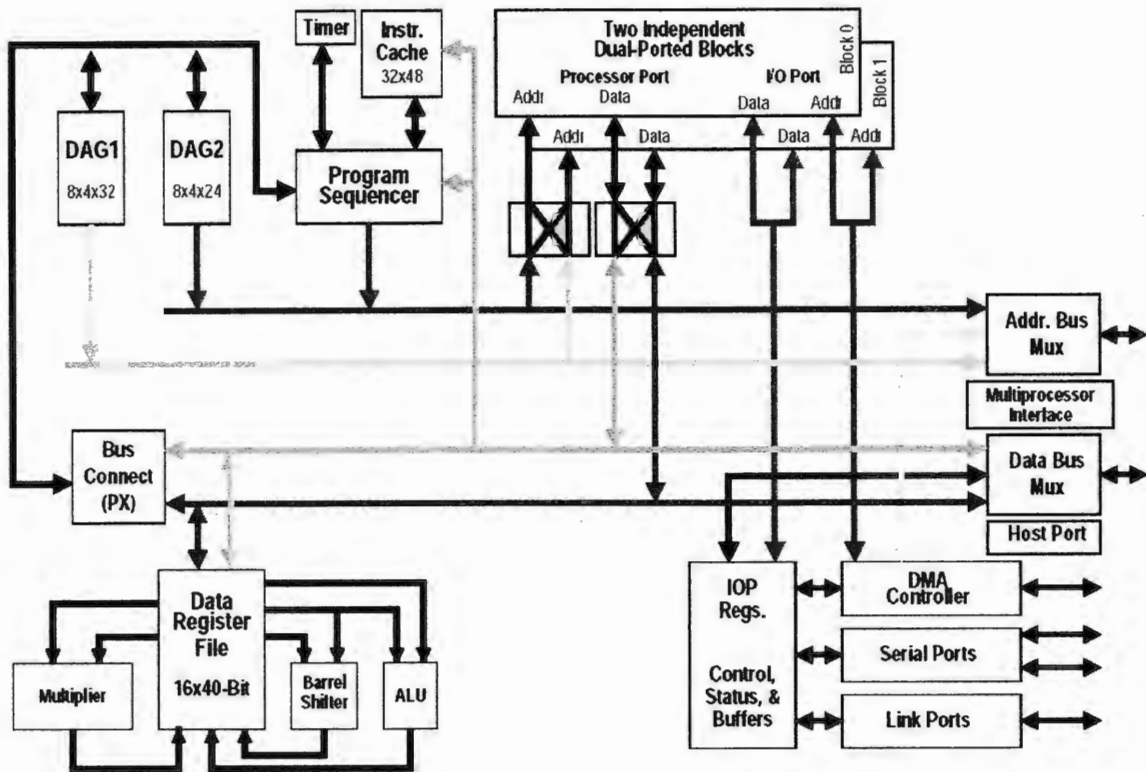 Timer
Instr.
Cache
32x48
Two Independent
Dual-Ported Blocks
Processor Port
I/O Port
Block 0
Block 1
Addr
Data
Data
Addr
Addr
Data
Data
Addr
DAG1
8x4x32
DAG2
8x4x24
Program
Sequencer
Addr. Bus
Mux
Multiprocessor
Interface
Bus
Connect
(PX)
Data Bus
Mux
Host Port
Data
Register
File
16x40-Bit
Multiplier
Barrel
Shifter
ALU
IOP
Regs.
Control,
Status, &
Buffers
DMA
Controller
Serial Ports
Link Ports